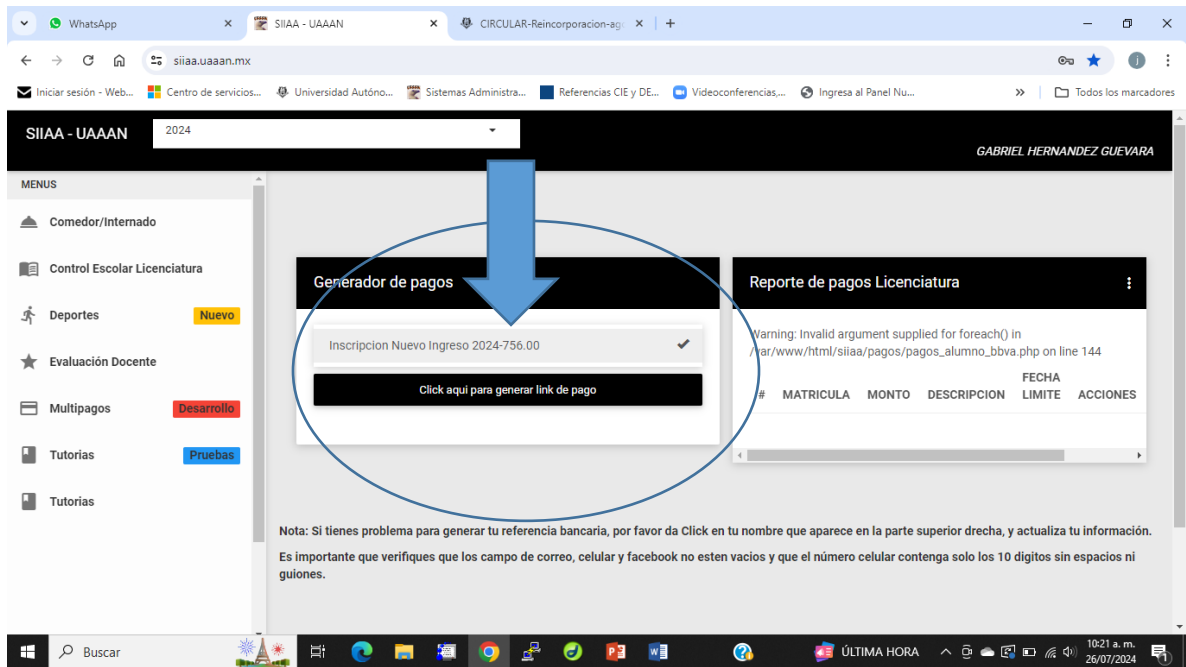 WhatsApp
SIIAA - UAAAN
CIRCULAR-Reincorporacion-ag
siiaa.uaaan.mx
j
Iniciar sesión - Web...
Centro de servicios...
Universidad Autóno...
Sistemas Administra...
Referencias CIE y DE...
Videoconferencias,...
Ingresa al Panel Nu...
Todos los marcadores
SIIAA - UAAAN
2024
GABRIEL HERNANDEZ GUEVARA
MENUS
Comedor/Internado
Control Escolar Licenciatura
Deportes Nuevo
Evaluación Docente
Multipagos Desarrollo
Tutorias Pruebas
Tutorias
Generador de pagos
Inscripcion Nuevo Ingreso 2024-756.00
Click aqui para generar link de pago
Reporte de pagos Licenciatura
Warning: Invalid argument supplied for foreach() in
/var/www/html/siiaa/pagos/pagos_alumno_bbva.php on line 144
# MATRICULA MONTO DESCRIPCION FECHA LIMITE ACCIONES
Nota: Si tienes problema para generar tu referencia bancaria, por favor da Click en tu nombre que aparece en la parte superior drecha, y actualiza tu información.
Es importante que verifiques que los campo de correo, celular y facebook no esten vacios y que el número celular contenga solo los 10 digitos sin espacios ni
guiones.
Buscar
ÚLTIMA HORA
10:21 a. m.
26/07/2024
1